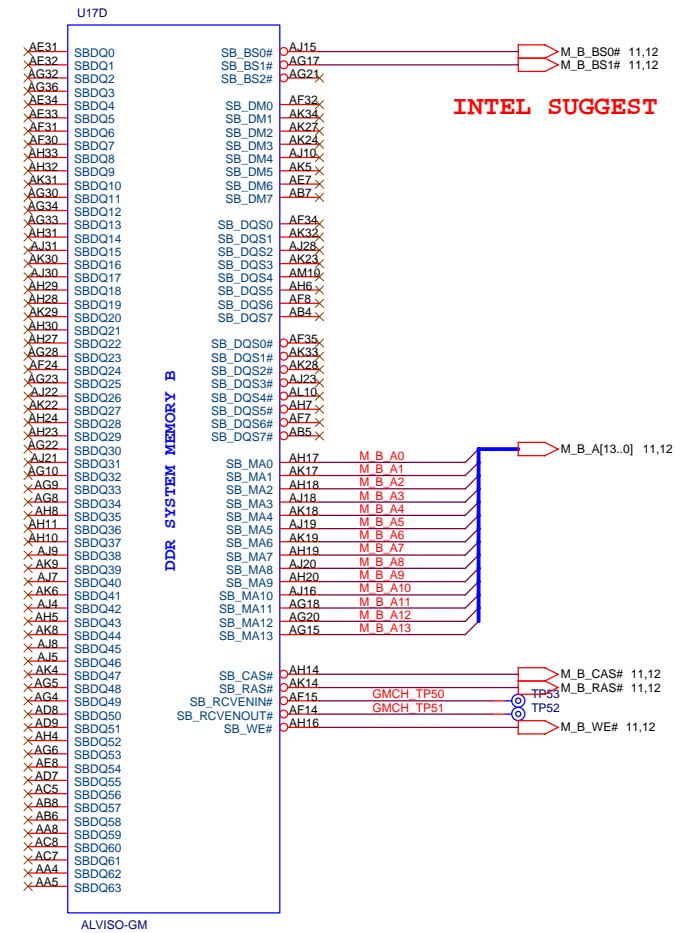 U17D
AE31 SBDQ0 SB_BS0# AJ15 M_B_BS0# 11,12
AE32 SBDQ1 SB_BS1# AG17 M_B_BS1# 11,12
AG32 SBDQ2 SB_BS2# AG21
AG36 SBDQ3
AE34 SBDQ4 SB_DM0 AF32
INTEL SUGGEST
AE33 SBDQ5 SB_DM1 AK34
AF31 SBDQ6 SB_DM2 AK27
AF30 SBDQ7 SB_DM3 AK24
AH33 SBDQ8 SB_DM4 AJ10
AH32 SBDQ9 SB_DM5 AK5
AK31 SBDQ10 SB_DM6 AE7
AG30 SBDQ11 SB_DM7 AB7
AG34 SBDQ12
AG33 SBDQ13 SB_DQS0 AF34
AH31 SBDQ14 SB_DQS1 AK32
AJ31 SBDQ15 SB_DQS2 AJ28
AK30 SBDQ16 SB_DQS3 AK23
AJ30 SBDQ17 SB_DQS4 AM10
AH29 SBDQ18 SB_DQS5 AH6
AH28 SBDQ19 SB_DQS6 AF8
AK29 SBDQ20 SB_DQS7 AB4
AH30 SBDQ21
AH27 SBDQ22 SB_DQS0# AF35
AG28 SBDQ23 SB_DQS1# AK33
AF24 SBDQ24 SB_DQS2# AK28
AG23 SBDQ25 SB_DQS3# AJ23
AJ22 SBDQ26 SB_DQS4# AL10
AK22 SBDQ27 SB_DQS5# AH7
AH24 SBDQ28 SB_DQS6# AF7
AH23 SBDQ29 SB_DQS7# AB5
AG22 SBDQ30
M_B_A[13..0] 11,12
DDR SYSTEM MEMORY B
AJ21 SBDQ31 SB_MA0 AH17 M_B_A0
AG10 SBDQ32 SB_MA1 AK17 M_B_A1
AG9 SBDQ33 SB_MA2 AH18 M_B_A2
AG8 SBDQ34 SB_MA3 AJ18 M_B_A3
AH8 SBDQ35 SB_MA4 AK18 M_B_A4
AH11 SBDQ36 SB_MA5 AJ19 M_B_A5
AH10 SBDQ37 SB_MA6 AK19 M_B_A6
AJ9 SBDQ38 SB_MA7 AH19 M_B_A7
AK9 SBDQ39 SB_MA8 AJ20 M_B_A8
AJ7 SBDQ40 SB_MA9 AH20 M_B_A9
AK6 SBDQ41 SB_MA10 AJ16 M_B_A10
AJ4 SBDQ42 SB_MA11 AG18 M_B_A11
AH5 SBDQ43 SB_MA12 AG20 M_B_A12
AK8 SBDQ44 SB_MA13 AG15 M_B_A13
AJ8 SBDQ45
AJ5 SBDQ46
AK4 SBDQ47 SB_CAS# AH14 M_B_CAS# 11,12
AG5 SBDQ48 SB_RAS# AK14 M_B_RAS# 11,12
AG4 SBDQ49 SB_RCVENIN# AF15 GMCH_TP50 TP53
AD8 SBDQ50 SB_RCVENOUT# AF14 GMCH_TP51 TP52
AD9 SBDQ51 SB_WE# AH16 M_B_WE# 11,12
AH4 SBDQ52
AG6 SBDQ53
AE8 SBDQ54
AD7 SBDQ55
AC5 SBDQ56
AB8 SBDQ57
AB6 SBDQ58
AA8 SBDQ59
AC8 SBDQ60
AC7 SBDQ61
AA4 SBDQ62
AA5 SBDQ63
ALVISO-GM